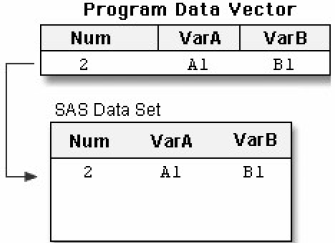 Program Data Vector
Num VarA VarB
2 A1 B1
SAS Data Set
Num VarA VarB
2 A1 B1